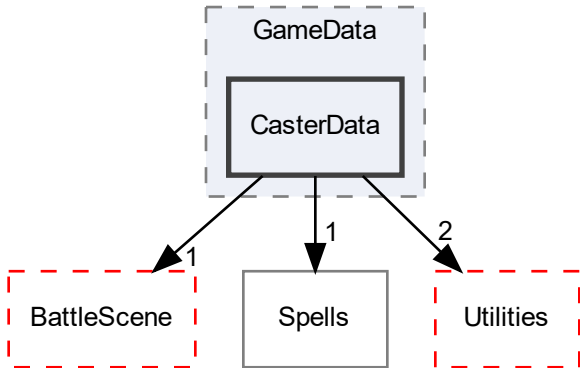 GameData
CasterData
1
1
2
BattleScene
Spells
Utilities